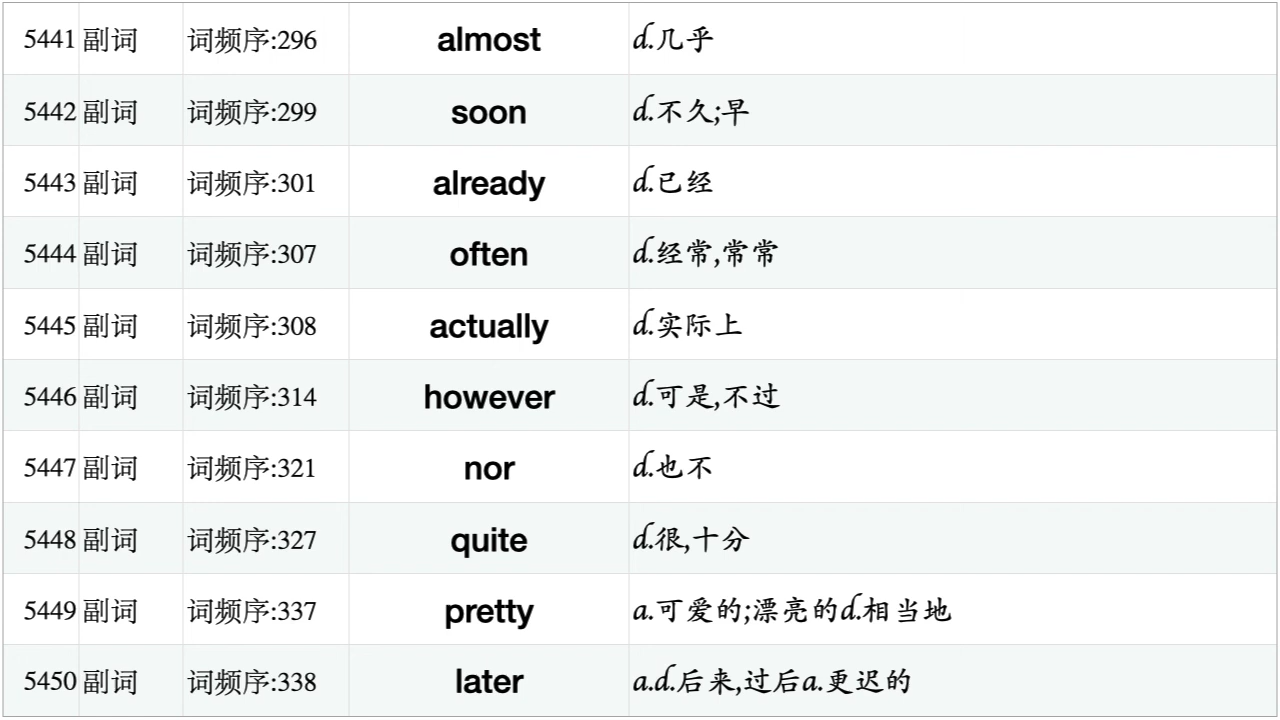 5441 副词 词频序:296 almost d.几乎
5442 副词 词频序:299 soon d.不久;早
5443 副词 词频序:301 already d.已经
5444 副词 词频序:307 often d.经常,常常
5445 副词 词频序:308 actually d.实际上
5446 副词 词频序:314 however d.可是,不过
5447 副词 词频序:321 nor d.也不
5448 副词 词频序:327 quite d.很,十分
5449 副词 词频序:337 pretty a.可爱的;漂亮的d.相当地
5450 副词 词频序:338 later a.d.后来,过后a.更迟的